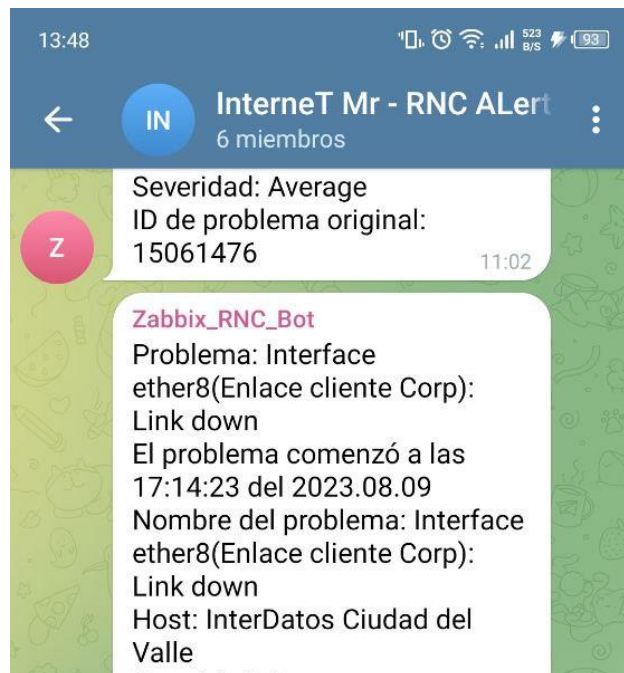 13:48
523 B/S 93
IN
InterneT Mr - RNC ALert
6 miembros
Severidad: Average
ID de problema original:
15061476
11:02
Z
Zabbix_RNC_Bot
Problema: Interface
ether8(Enlace cliente Corp):
Link down
El problema comenzó a las
17:14:23 del 2023.08.09
Nombre del problema: Interface
ether8(Enlace cliente Corp):
Link down
Host: InterDatos Ciudad del
Valle